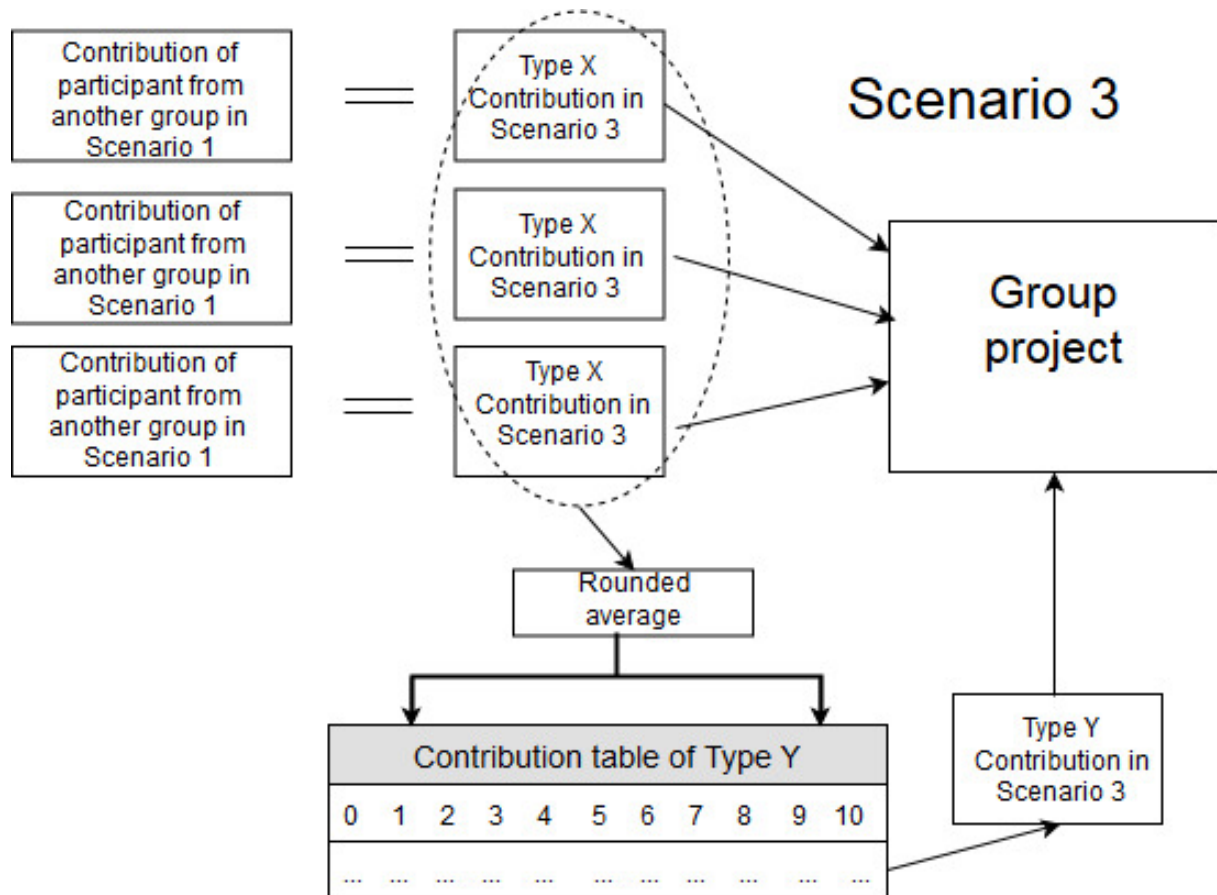 Contribution of
participant from
another group in
Scenario 1
Type X
Contribution in
Scenario 3
Scenario 3
Contribution of
participant from
another group in
Scenario 1
Type X
Contribution in
Scenario 3
Group
project
Contribution of
participant from
another group in
Scenario 1
Type X
Contribution in
Scenario 3
Rounded
average
Contribution table of Type Y
0 1 2 3 4 5 6 7 8 9 10
... ... ... ... ... ... ... ... ... ... ...
Type Y
Contribution in
Scenario 3